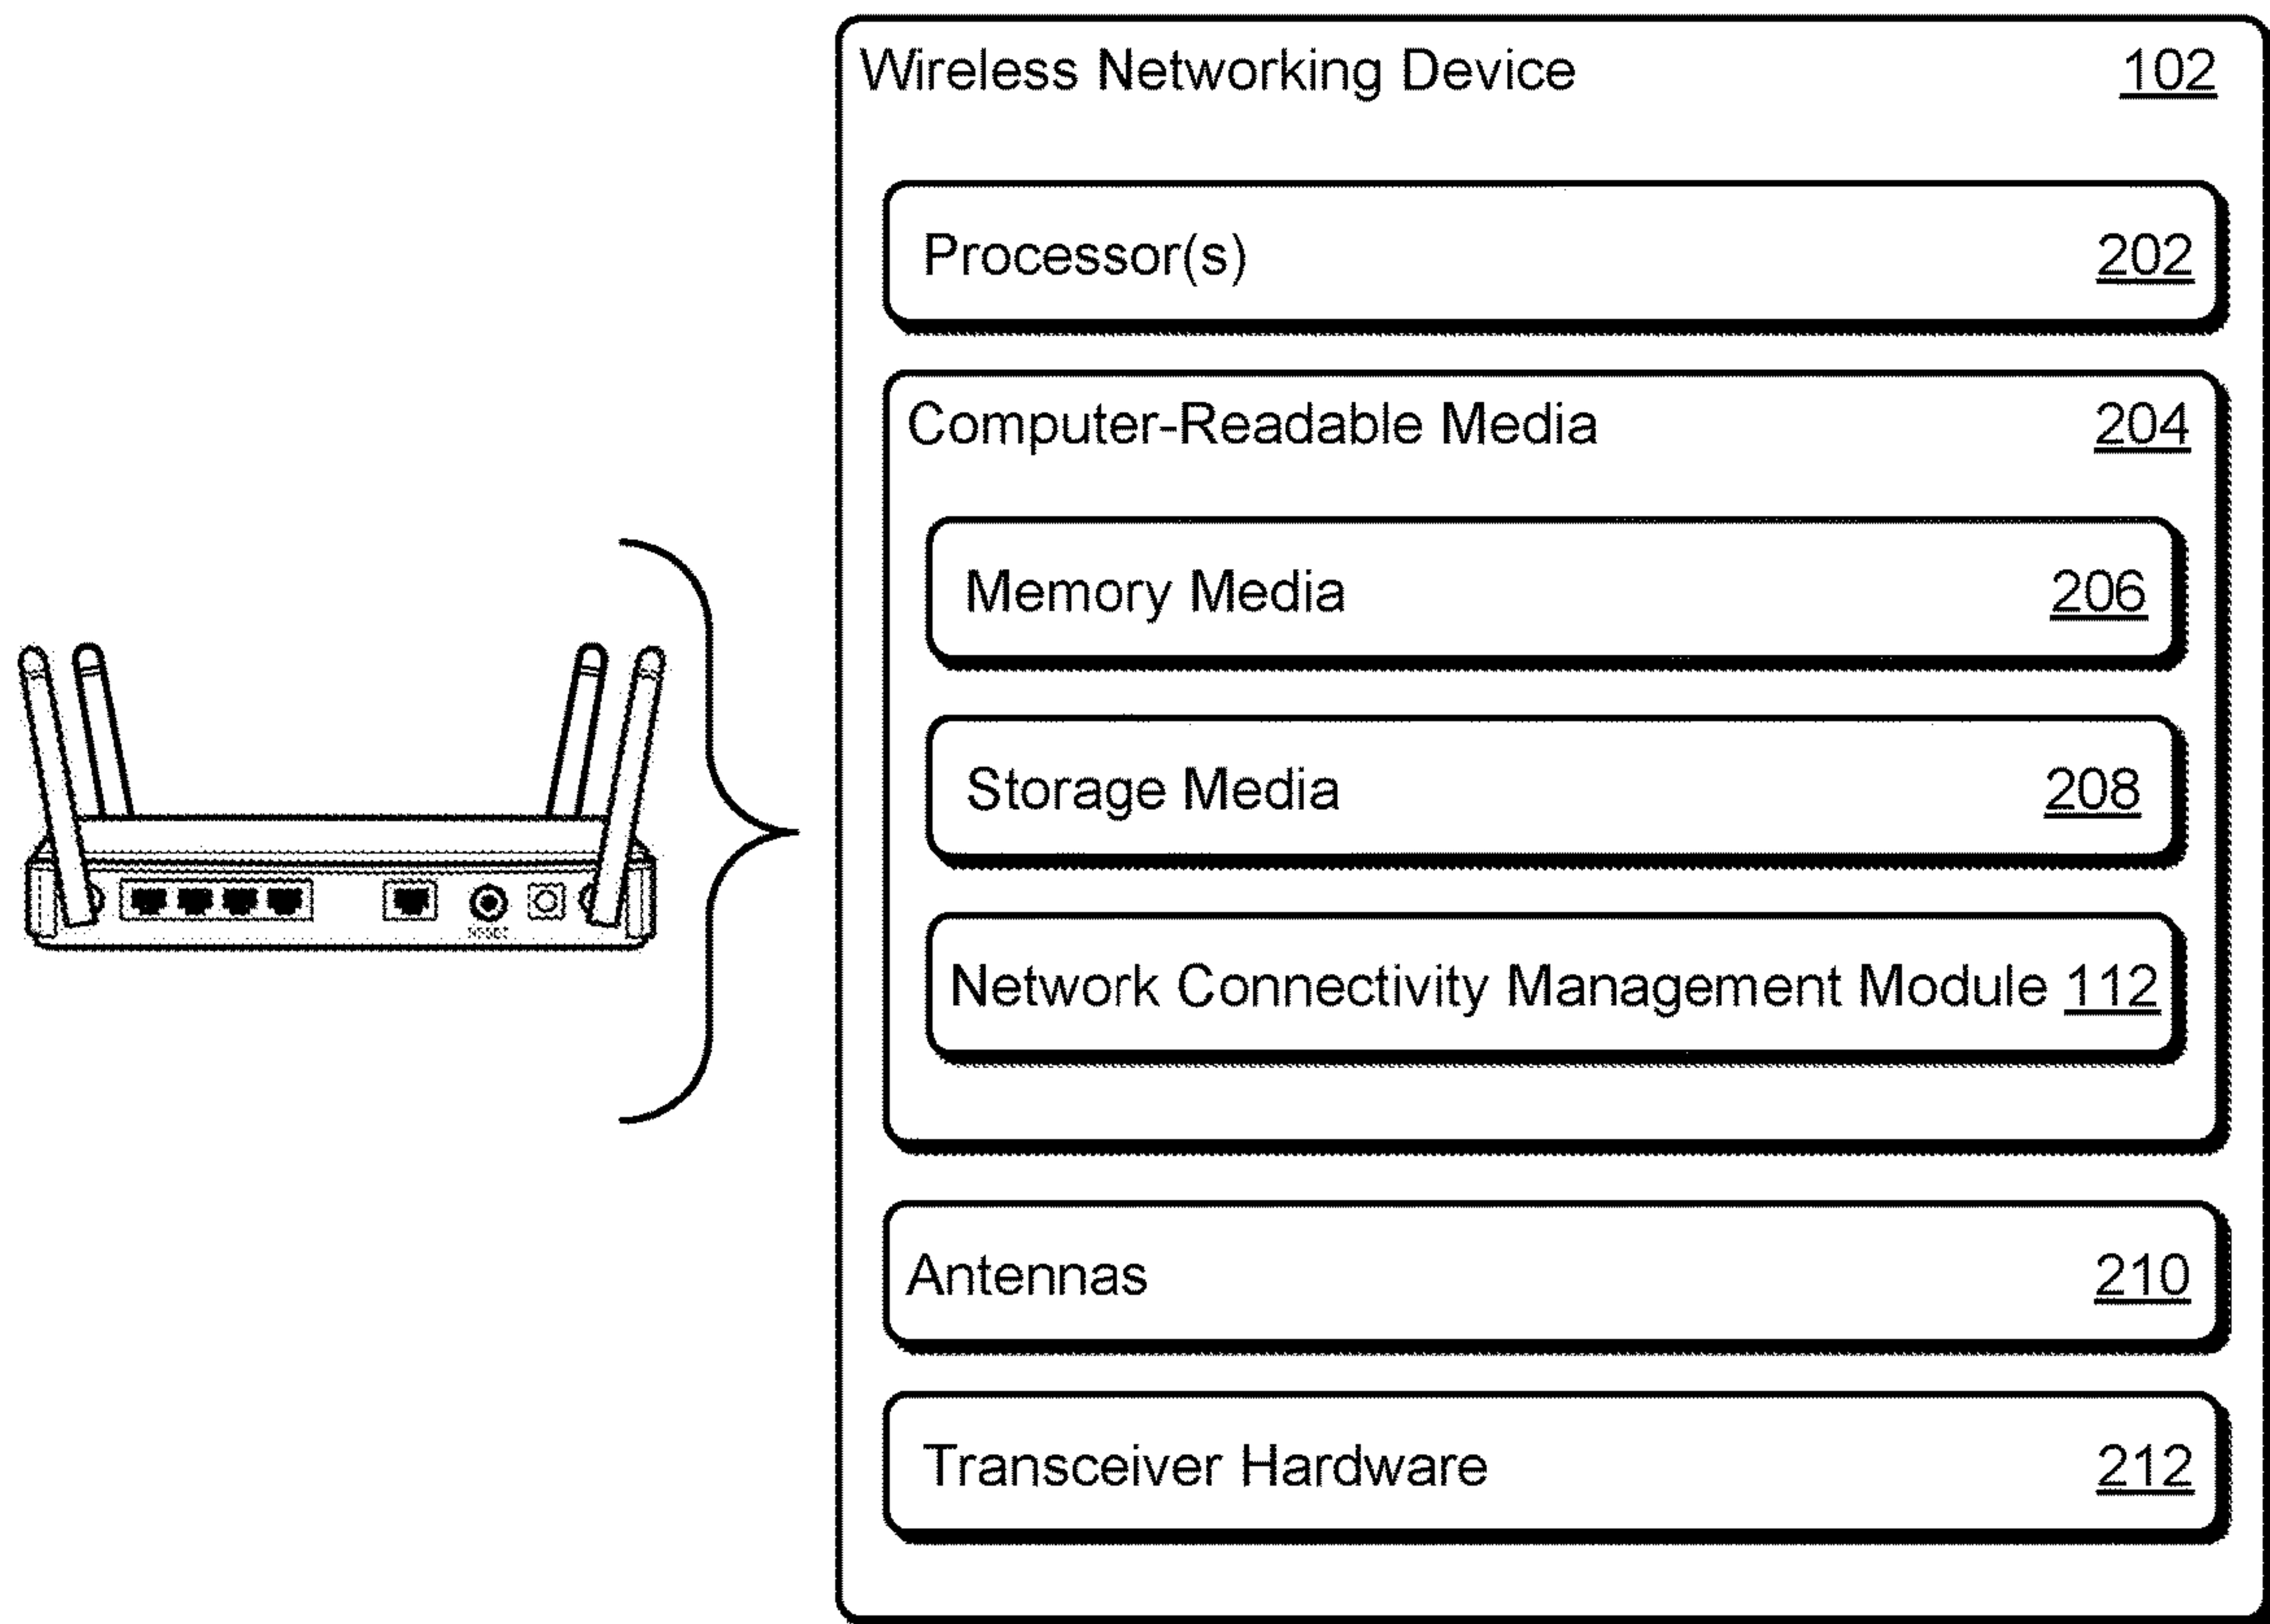 Wireless Networking Device 102
Processor(s) 202
Computer-Readable Media 204
Memory Media 206
Storage Media 208
Network Connectivity Management Module 112
RESET
Antennas 210
Transceiver Hardware 212